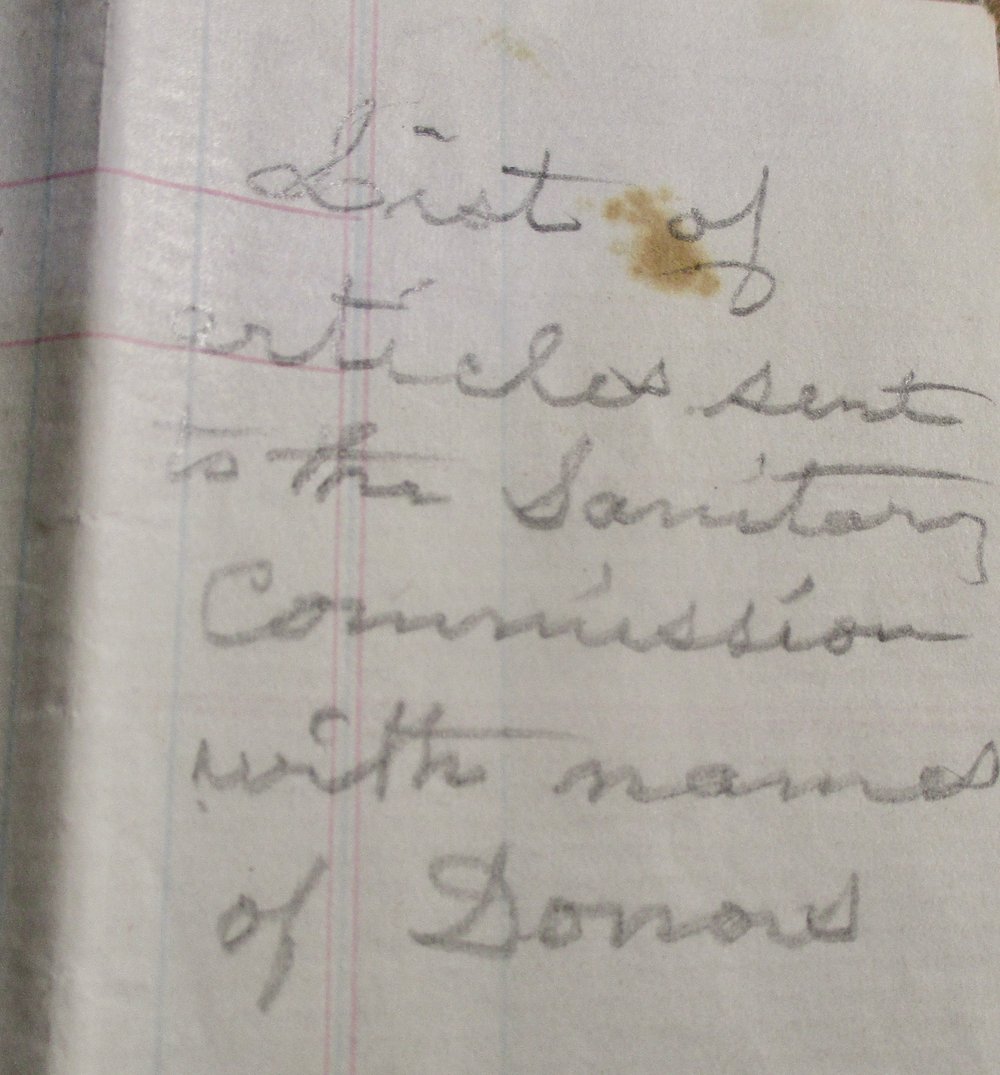 List of
articles sent
to the Sanitary
Commission
with names
of Donors